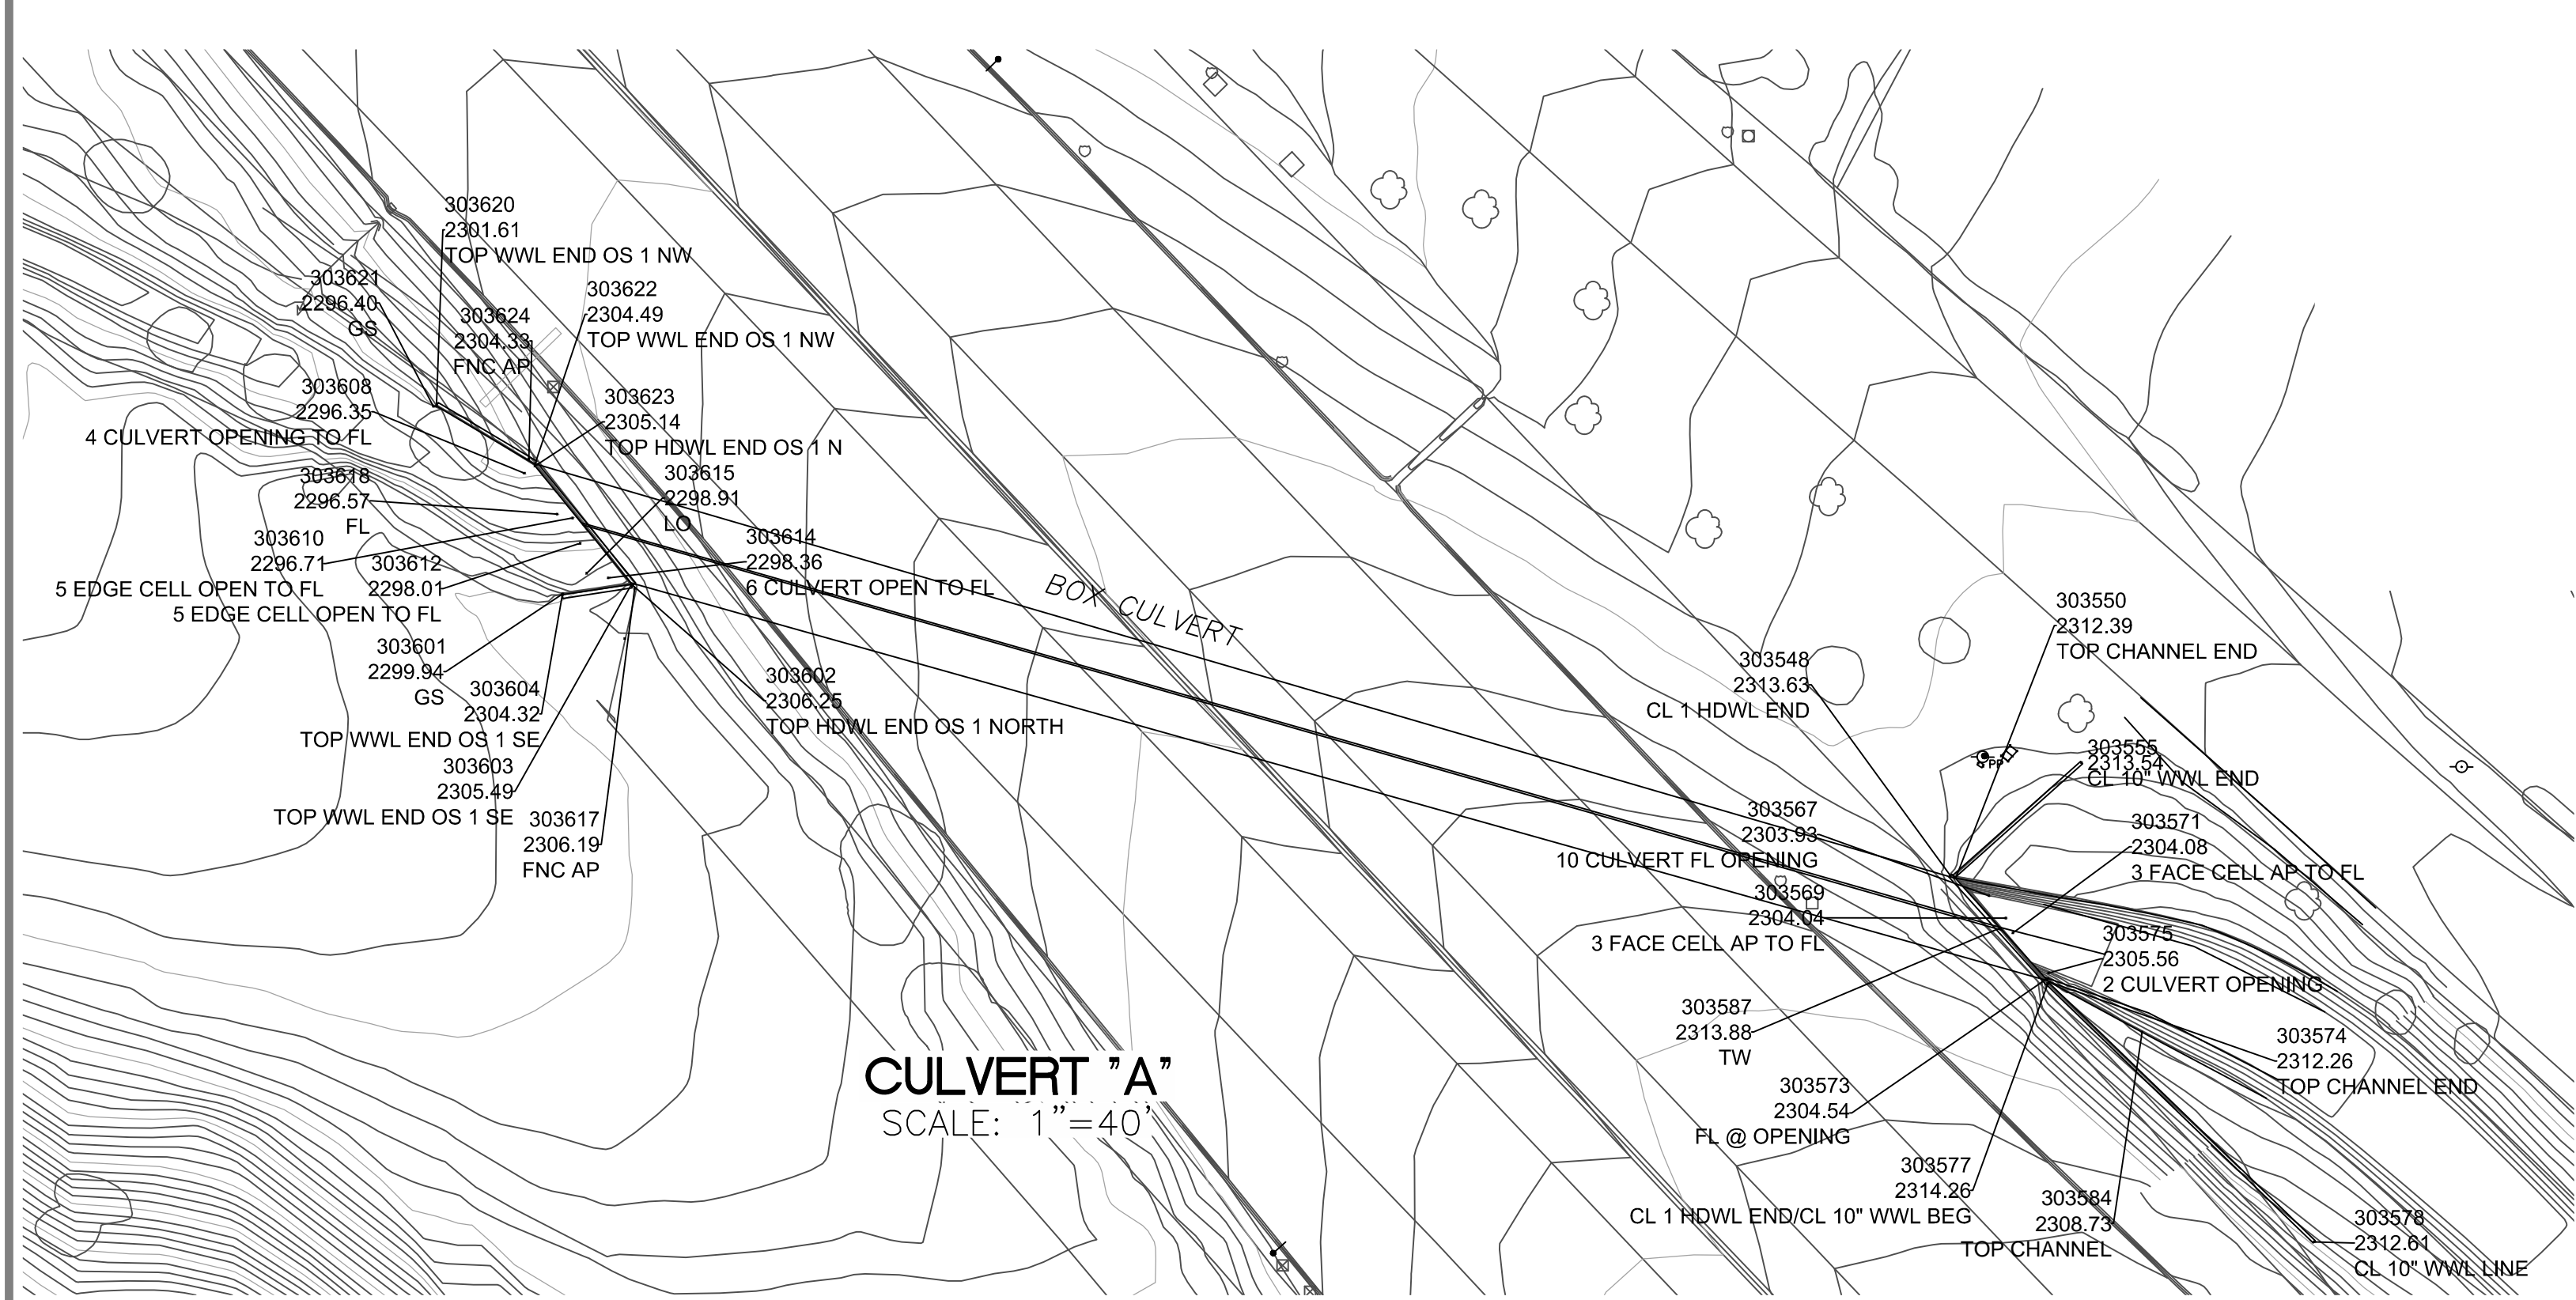 303620
2301.61
TOP WWL END OS 1 NW
303621
2296.40
GS
303622
2304.49
TOP WWL END OS 1 NW
303624
2304.33
FNC AP
303608
2296.35
4 CULVERT OPENING TO FL
303623
2305.14
TOP HDWL END OS 1 N
303618
2296.57
FL
303615
2298.91
LO
303610
2296.71
5 EDGE CELL OPEN TO FL
303612
2298.01
5 EDGE CELL OPEN TO FL
303614
2298.36
6 CULVERT OPEN TO FL
BOX CULVERT
303601
2299.94
GS
303604
2304.32
TOP WWL END OS 1 SE
303602
2306.25
TOP HDWL END OS 1 NORTH
303603
2305.49
TOP WWL END OS 1 SE
303617
2306.19
FNC AP
303550
2312.39
TOP CHANNEL END
303548
2313.63
CL 1 HDWL END
PP
303555
2313.54
CL 10" WWL END
303567
2303.93
10 CULVERT FL OPENING
303571
2304.08
3 FACE CELL AP TO FL
303569
2304.04
3 FACE CELL AP TO FL
303575
2305.56
2 CULVERT OPENING
303587
2313.88
TW
303574
2312.26
TOP CHANNEL END
303573
2304.54
FL @ OPENING
303577
2314.26
CL 1 HDWL END/CL 10" WWL BEG
303584
2308.73
TOP CHANNEL
303578
2312.61
CL 10" WWL LINE
CULVERT "A"
SCALE: 1"=40'